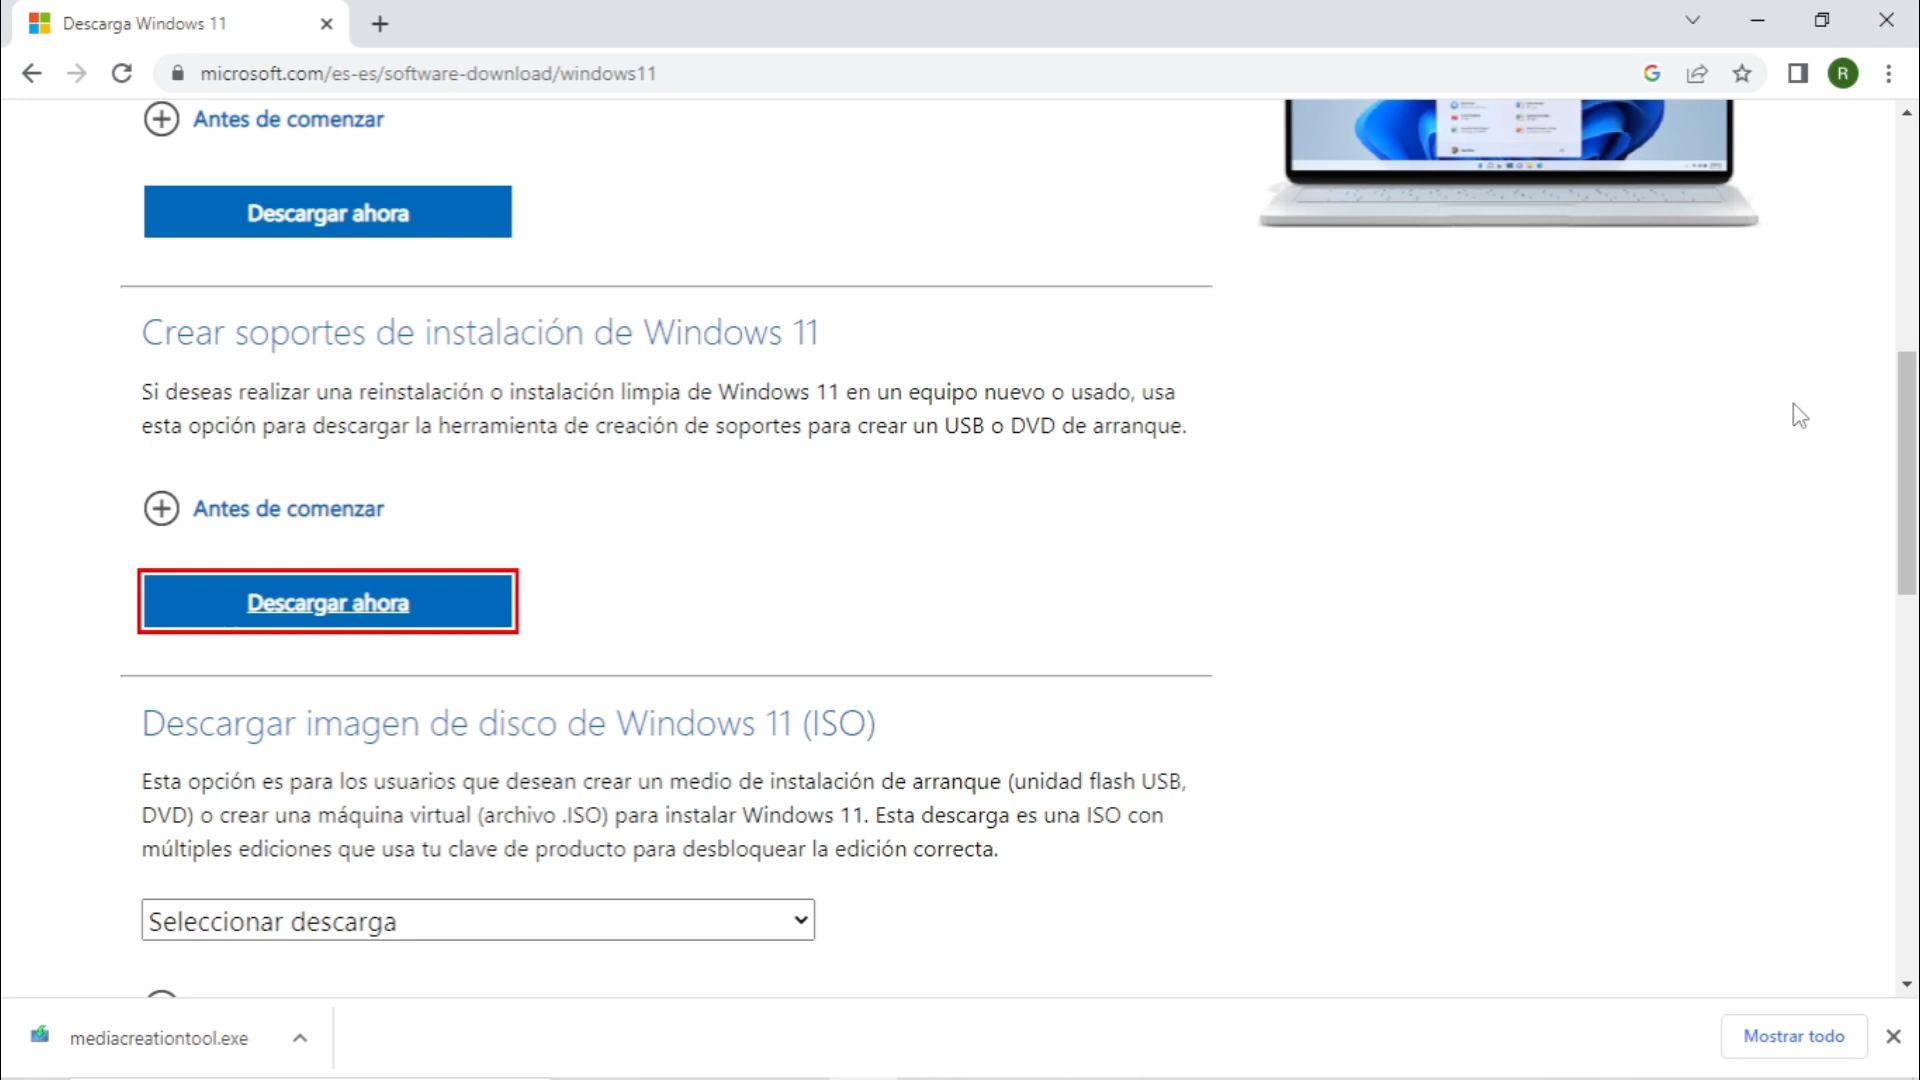 Descarga Windows 11
microsoft.com/es-es/software-download/windows11
R
Antes de comenzar
Descargar ahora
Crear soportes de instalación de Windows 11
Si deseas realizar una reinstalación o instalación limpia de Windows 11 en un equipo nuevo o usado, usa
esta opción para descargar la herramienta de creación de soportes para crear un USB o DVD de arranque.
Antes de comenzar
Descargar ahora
Descargar imagen de disco de Windows 11 (ISO)
Esta opción es para los usuarios que desean crear un medio de instalación de arranque (unidad flash USB,
DVD) o crear una máquina virtual (archivo .ISO) para instalar Windows 11. Esta descarga es una ISO con
múltiples ediciones que usa tu clave de producto para desbloquear la edición correcta.
Seleccionar descarga
mediacreationtool.exe
Mostrar todo